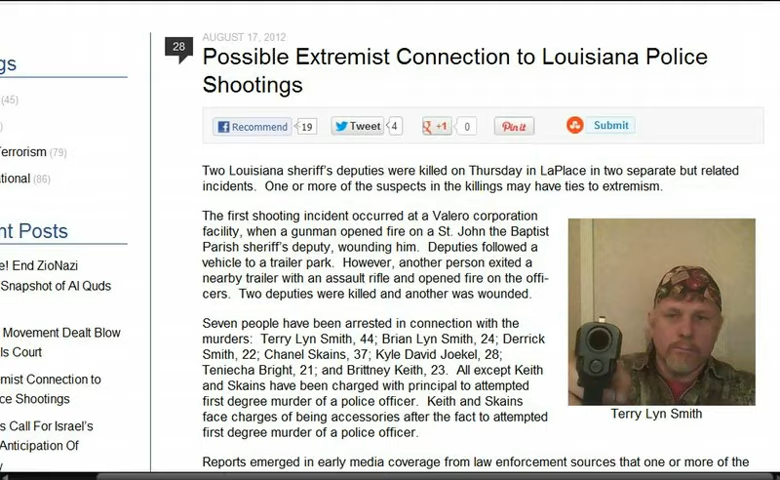 gs
(45)
)
Terrorism (79)
ational (86)
nt Posts
e! End ZioNazi
Snapshot of Al Quds
Movement Dealt Blow
ls Court
mist Connection to
ce Shootings
s Call For Israel's
Anticipation Of
28
AUGUST 17, 2012
Possible Extremist Connection to Louisiana Police
Shootings
Recommend 19 Tweet 4 g +1 0 Pin it Submit
Two Louisiana sheriff's deputies were killed on Thursday in LaPlace in two separate but related
incidents. One or more of the suspects in the killings may have ties to extremism.
The first shooting incident occurred at a Valero corporation
facility, when a gunman opened fire on a St. John the Baptist
Parish sheriff's deputy, wounding him. Deputies followed a
vehicle to a trailer park. However, another person exited a
nearby trailer with an assault rifle and opened fire on the offi-
cers. Two deputies were killed and another was wounded.
Seven people have been arrested in connection with the
murders: Terry Lyn Smith, 44; Brian Lyn Smith, 24; Derrick
Smith, 22; Chanel Skains, 37; Kyle David Joekel, 28;
Teniecha Bright, 21; and Brittney Keith, 23. All except Keith
and Skains have been charged with principal to attempted
first degree murder of a police officer. Keith and Skains
face charges of being accessories after the fact to attempted
first degree murder of a police officer.
Terry Lyn Smith
Reports emerged in early media coverage from law enforcement sources that one or more of the